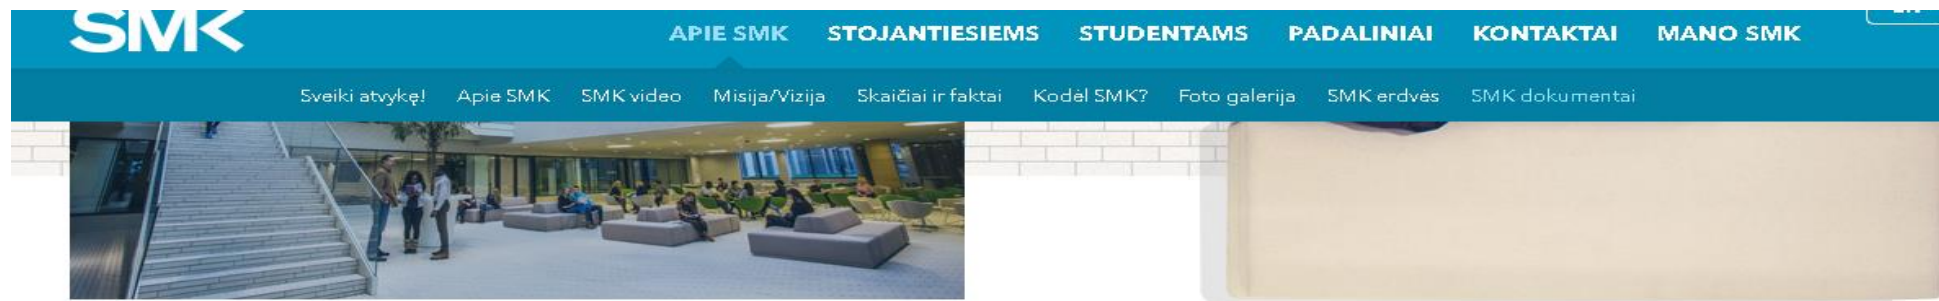 SMK
APIE SMK STOJANTIESIEMS STUDENTAMS PADALINIAI KONTAKTAI MANO SMK
Sveiki atvykę! Apie SMK SMK video Misija/Vizija Skaičiai ir faktai Kodėl SMK? Foto galerija SMK erdvės SMK dokumentai